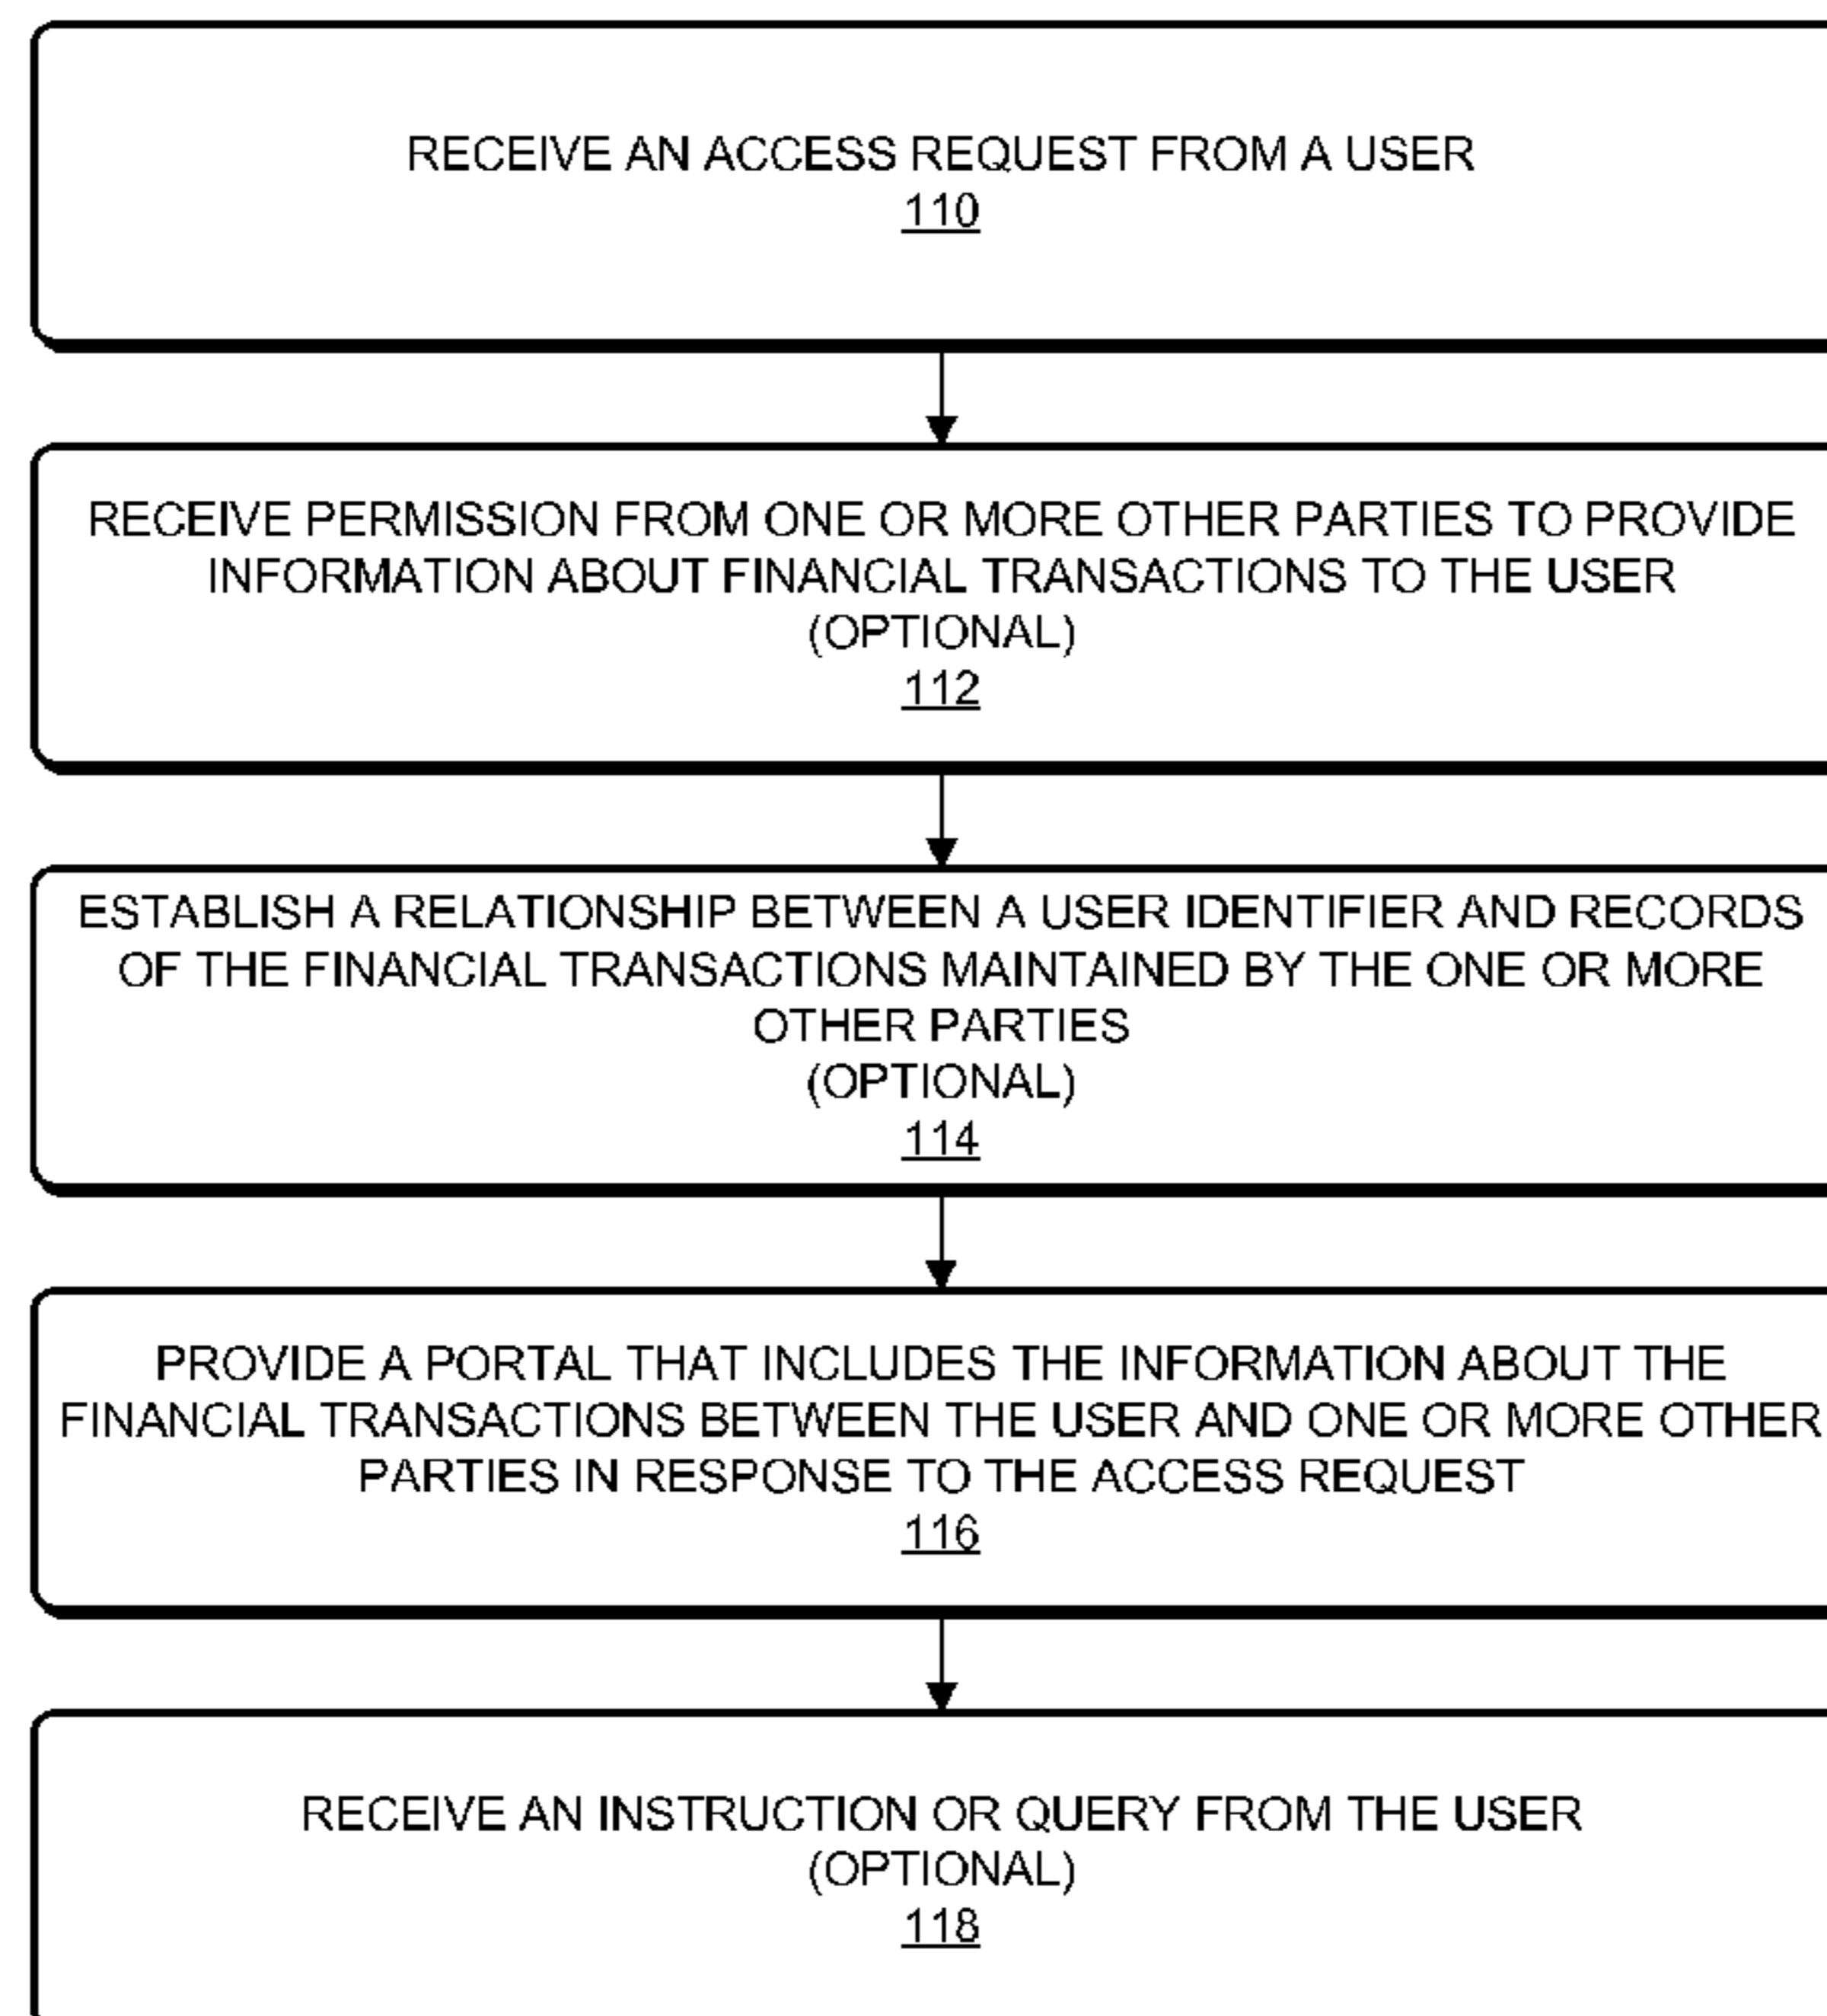 RECEIVE AN ACCESS REQUEST FROM A USER
110
RECEIVE PERMISSION FROM ONE OR MORE OTHER PARTIES TO PROVIDE
INFORMATION ABOUT FINANCIAL TRANSACTIONS TO THE USER
(OPTIONAL)
112
ESTABLISH A RELATIONSHIP BETWEEN A USER IDENTIFIER AND RECORDS
OF THE FINANCIAL TRANSACTIONS MAINTAINED BY THE ONE OR MORE
OTHER PARTIES
(OPTIONAL)
114
PROVIDE A PORTAL THAT INCLUDES THE INFORMATION ABOUT THE
FINANCIAL TRANSACTIONS BETWEEN THE USER AND ONE OR MORE OTHER
PARTIES IN RESPONSE TO THE ACCESS REQUEST
116
RECEIVE AN INSTRUCTION OR QUERY FROM THE USER
(OPTIONAL)
118